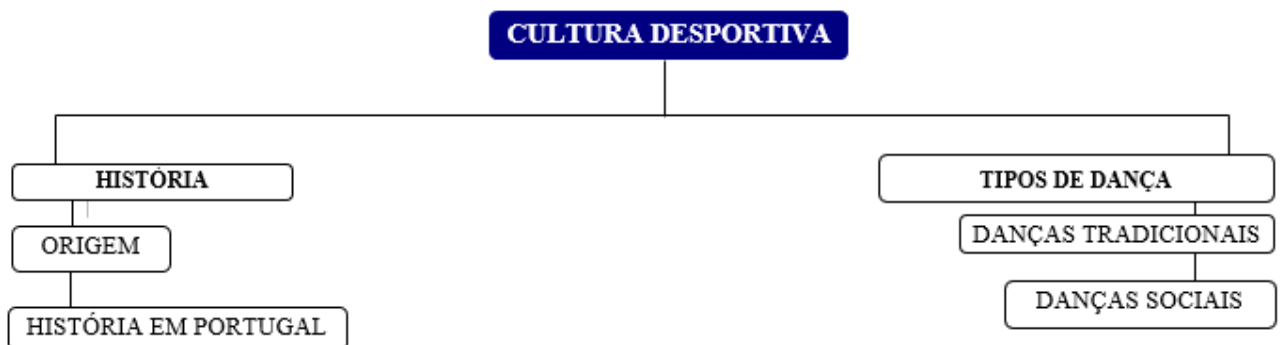 CULTURA DESPORTIVA
HISTÓRIA
TIPOS DE DANÇA
ORIGEM
DANÇAS TRADICIONAIS
HISTÓRIA EM PORTUGAL
DANÇAS SOCIAIS